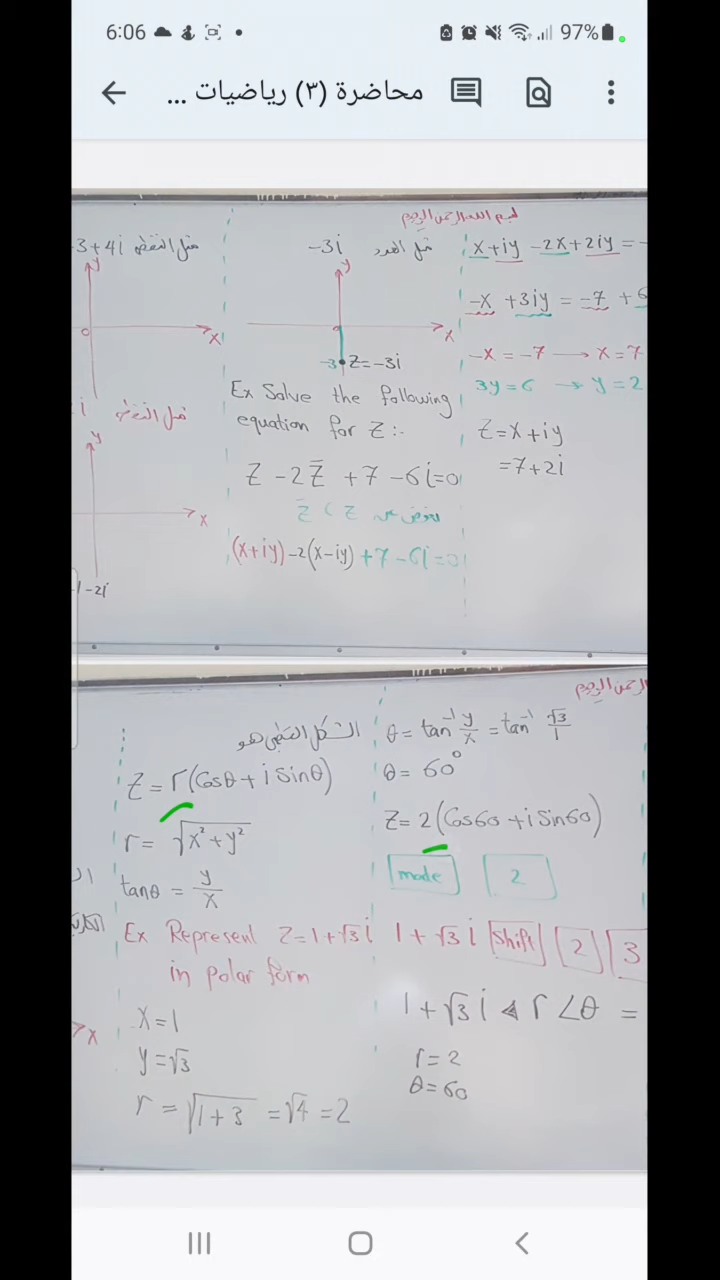 6:06
97%
محاضرة (٣) رياضيات ...
بسم الله الرحمن الرحيم
-3+4i مثل النقطة
y
0
x
مثل النقطة i
y
x
-1-2i
-3i مثل العدد
y
x
-3 Z=-3i
Ex Solve the following
equation for Z:-
Z - 2Z̄ + 7 - 6i=0
نعوض عن Z , Z̄
(x+iy)-2(x-iy)+7-6i=0
x+iy -2x+2iy = -
-x +3iy = -7 + 6
-x = -7 → x=7
3y=6 → y=2
Z=x+iy
=7+2i
الرحمن الرحيم
الشكل القطبي هو
Z = r(Cosθ + i Sinθ)
r = √x²+y²
tanθ = y/x
Ex Represent Z=1+√3 i
in polar form
x
x=1
y=√3
r = √1+3 = √4 = 2
θ = tan⁻¹ y/x = tan⁻¹ √3/1
θ = 60°
Z= 2(Cos60 + i Sin60)
mode 2
1+√3 i Shift 2 3
1+√3 i ◄ r∠θ =
r=2
θ=60